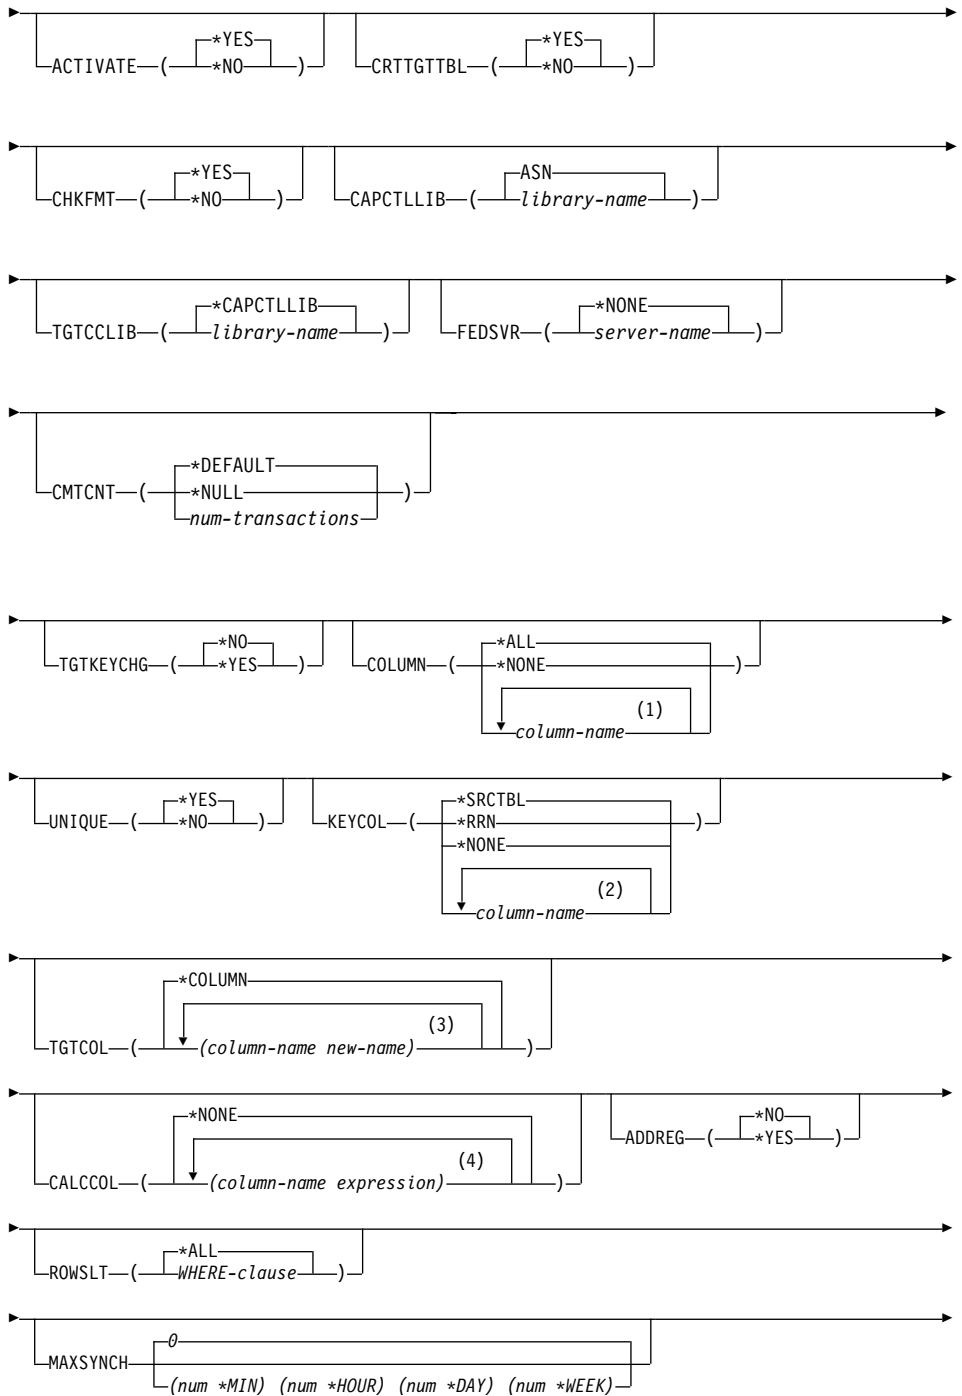 *YES *YES
ACTIVATE ( *NO ) CRTTGTTBL ( *NO )
*YES ASN
CHKFMT ( *NO ) CAPCTLLIB ( library-name )
*CAPCTLLIB *NONE
TGTCCLIB ( library-name ) FEDSVR ( server-name )
*DEFAULT
CMTCNT ( *NULL )
num-transactions
*NO *ALL
TGTKEYCHG ( *YES ) COLUMN ( *NONE )
(1)
column-name
*YES *SRCTBL
UNIQUE ( *NO ) KEYCOL ( *RRN )
*NONE
(2)
column-name
*COLUMN
(3)
TGTCOL ( (column-name new-name) )
*NONE *NO
ADDREG ( *YES )
(4)
CALCCOL ( (column-name expression) )
*ALL
ROWSLT ( WHERE-clause )
0
MAXSYNCH
(num *MIN) (num *HOUR) (num *DAY) (num *WEEK)